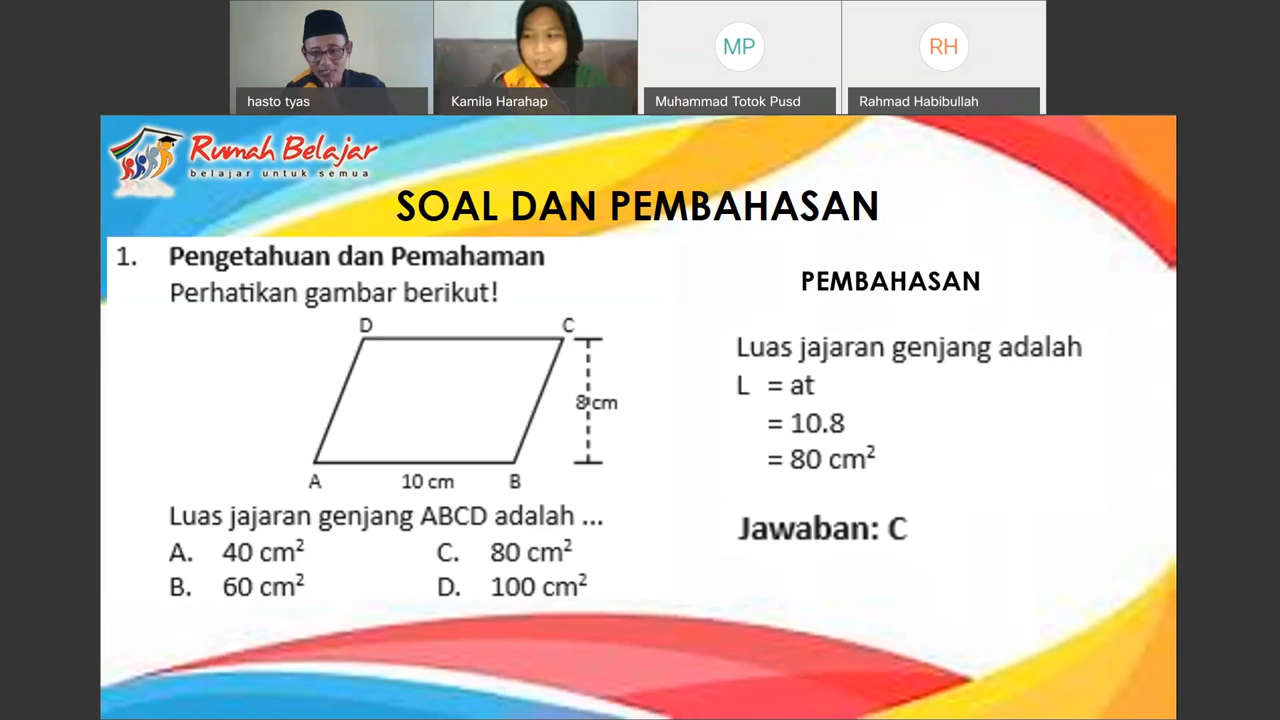 MP
RH
hasto tyas
Kamila Harahap
Muhammad Totok Pusd
Rahmad Habibullah
Rumah Belajar
belajar untuk semua
SOAL DAN PEMBAHASAN
1. Pengetahuan dan Pemahaman
Perhatikan gambar berikut!
D C
8 cm
A 10 cm B
Luas jajaran genjang ABCD adalah ...
A. 40 cm² C. 80 cm²
B. 60 cm² D. 100 cm²
PEMBAHASAN
Luas jajaran genjang adalah
L = at
= 10.8
= 80 cm²
Jawaban: C